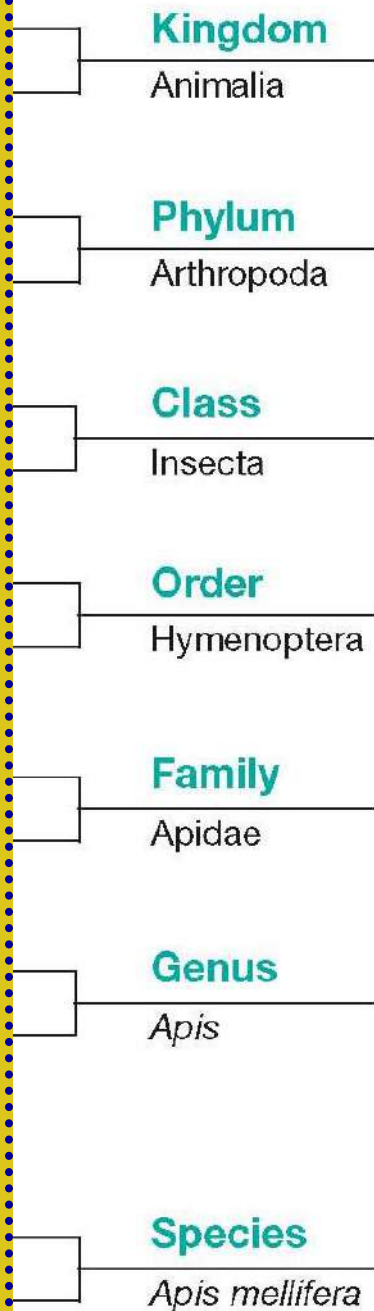 Kingdom
Animalia
Phylum
Arthropoda
Class
Insecta
Order
Hymenoptera
Family
Apidae
Genus
Apis
Species
Apis mellifera